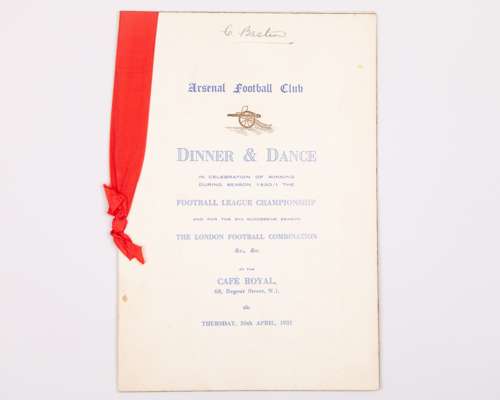 C. Bastin
Arsenal Football Club
DINNER & DANCE
IN CELEBRATION OF WINNING
DURING SEASON 1930/1 THE
FOOTBALL LEAGUE CHAMPIONSHIP
AND FOR THE 5TH SUCCESSIVE SEASON
THE LONDON FOOTBALL COMBINATION
&c., &c.
AT THE
CAFE ROYAL,
68, Regent Street, W.1.
on
THURSDAY, 30th APRIL, 1931